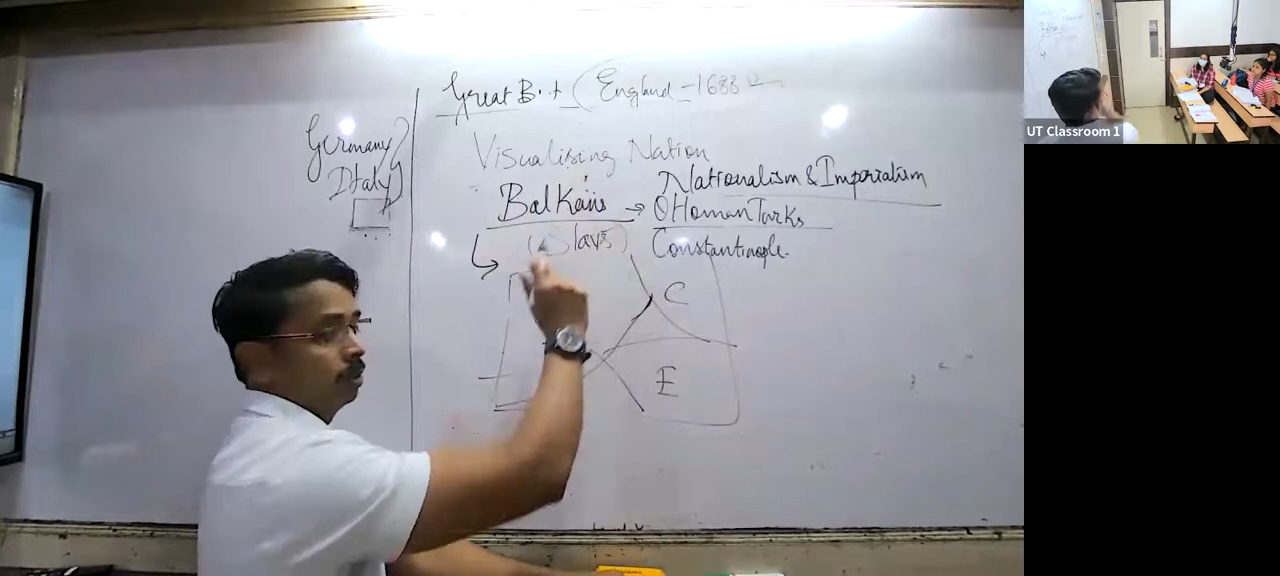 Great Brit (England - 1688
Germany
Italy
Visualising Nation
Nationalism & Imperialism
Balkans → Ottoman Turks
(Slavs) Constantinople
C
E
UT Classroom 1